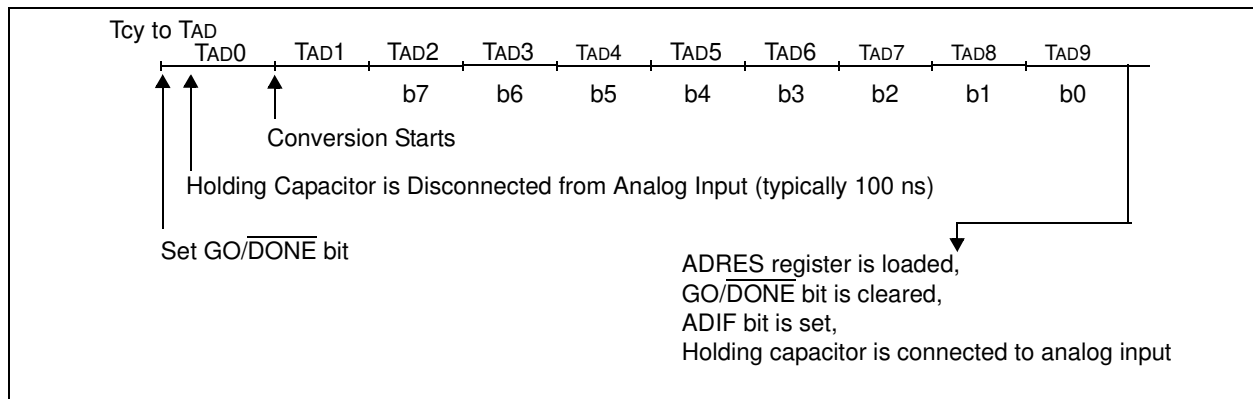 Tcy to TAD
TAD0 TAD1 TAD2 TAD3 TAD4 TAD5 TAD6 TAD7 TAD8 TAD9
b7 b6 b5 b4 b3 b2 b1 b0
Conversion Starts
Holding Capacitor is Disconnected from Analog Input (typically 100 ns)
Set GO/DONE bit
ADRES register is loaded,
GO/DONE bit is cleared,
ADIF bit is set,
Holding capacitor is connected to analog input